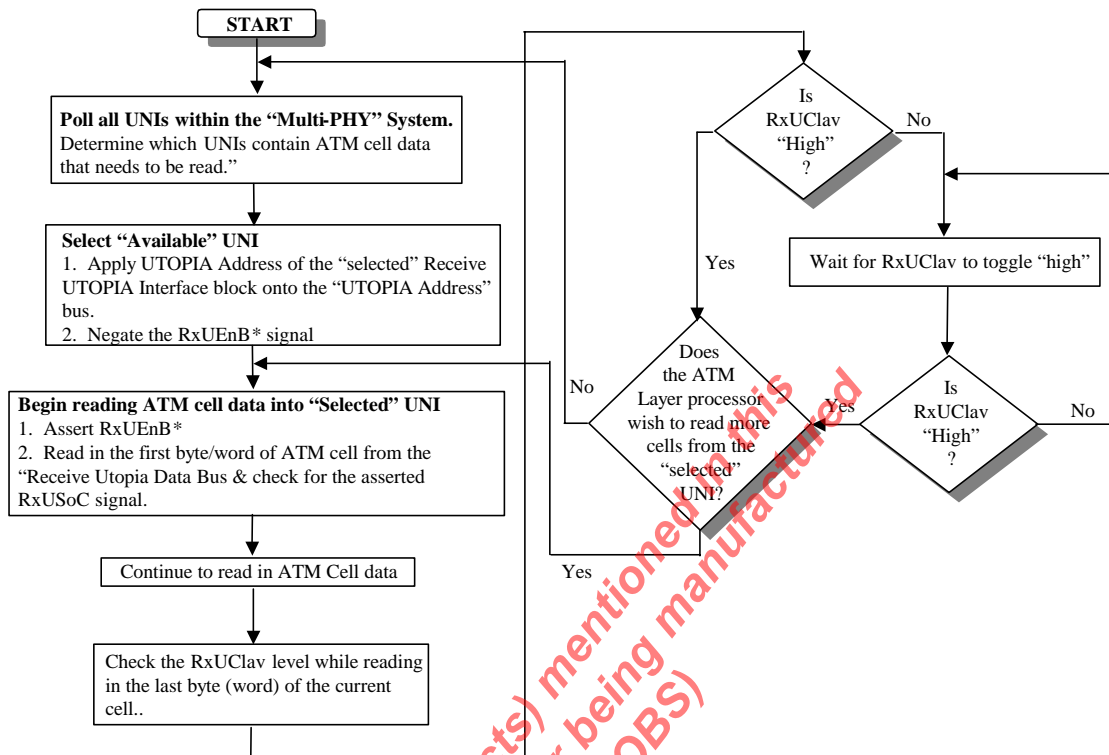 START
Poll all UNIs within the “Multi-PHY” System.
Determine which UNIs contain ATM cell data
that needs to be read.”
Select “Available” UNI
1. Apply UTOPIA Address of the “selected” Receive
UTOPIA Interface block onto the “UTOPIA Address”
bus.
2. Negate the RxUEnB* signal
Begin reading ATM cell data into “Selected” UNI
1. Assert RxUEnB*
2. Read in the first byte/word of ATM cell from the
“Receive Utopia Data Bus & check for the asserted
RxUSoC signal.
Continue to read in ATM Cell data
Check the RxUClav level while reading
in the last byte (word) of the current
cell..
Is
RxUClav
“High”
?
No
Yes
Wait for RxUClav to toggle “high”
Is
RxUClav
“High”
?
No
Yes
Does
the ATM
Layer processor
wish to read more
cells from the
“selected”
UNI?
No
Yes
mentioned in this
being manufactured
OBS)